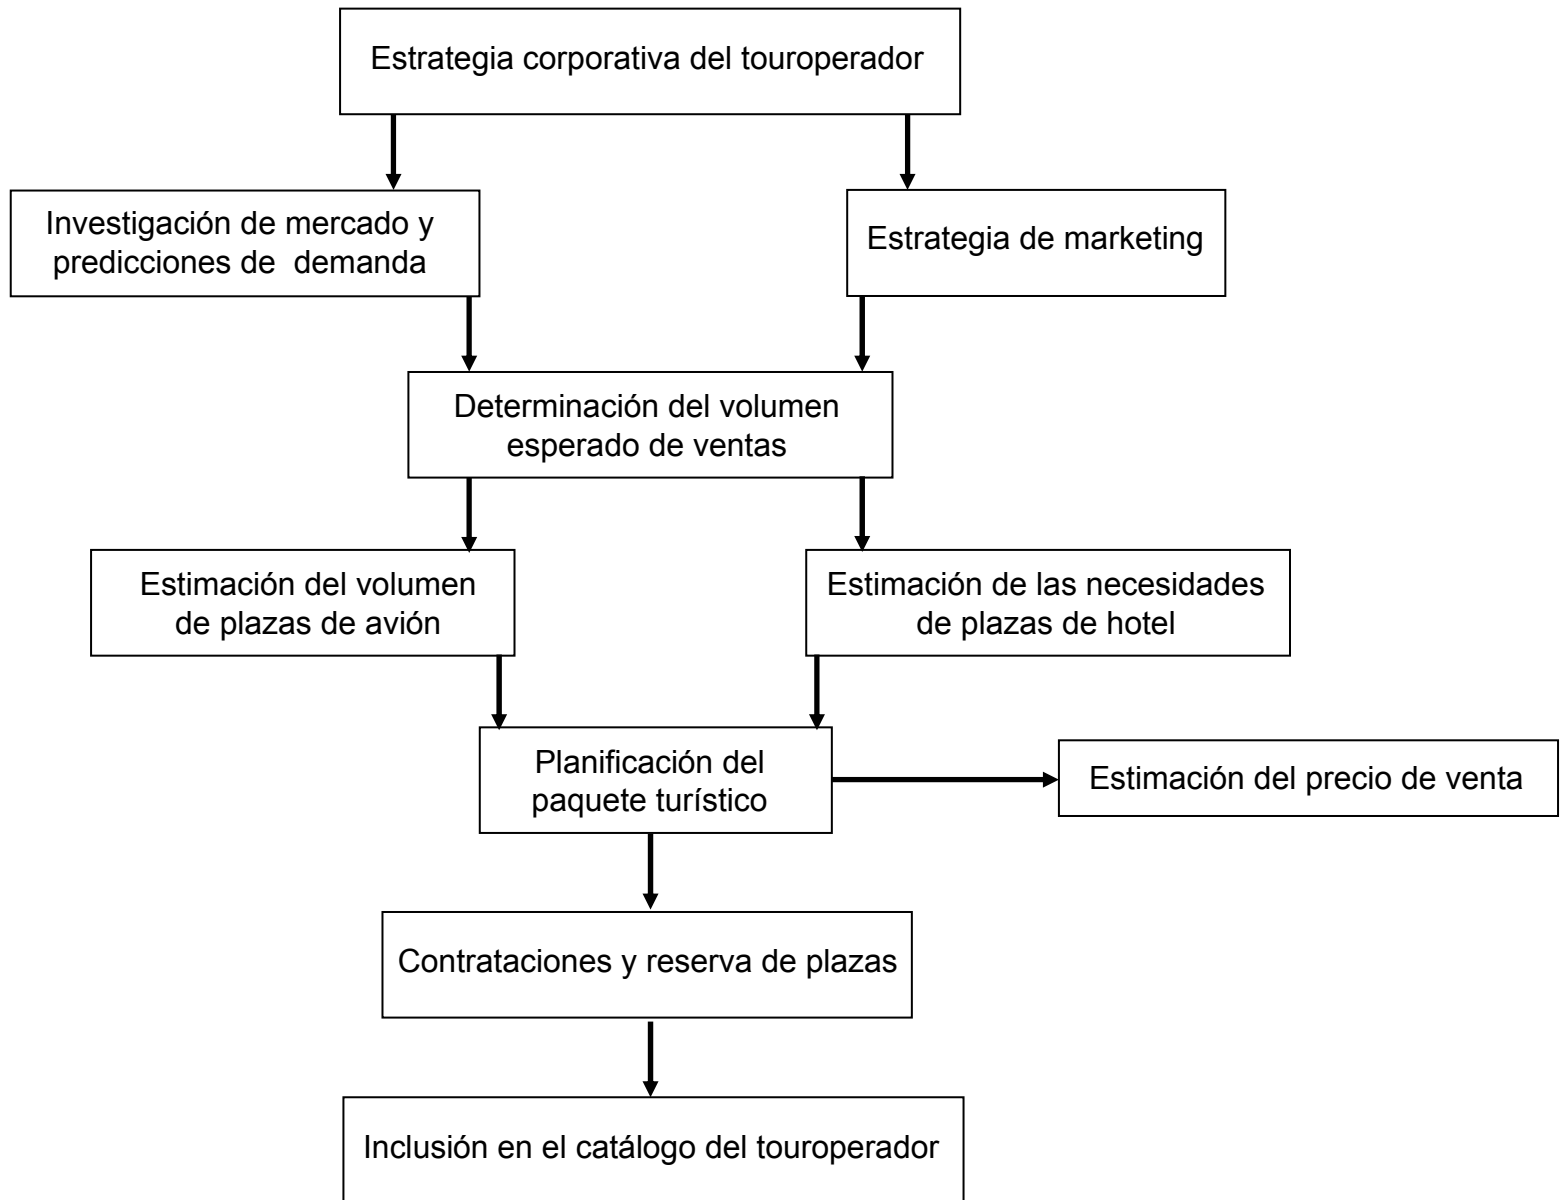 Estrategia corporativa del touroperador
Investigación de mercado y
predicciones de  demanda
Estrategia de marketing
Determinación del volumen
esperado de ventas
Estimación del volumen
de plazas de avión
Estimación de las necesidades
de plazas de hotel
Planificación del
paquete turístico
Estimación del precio de venta
Contrataciones y reserva de plazas
Inclusión en el catálogo del touroperador